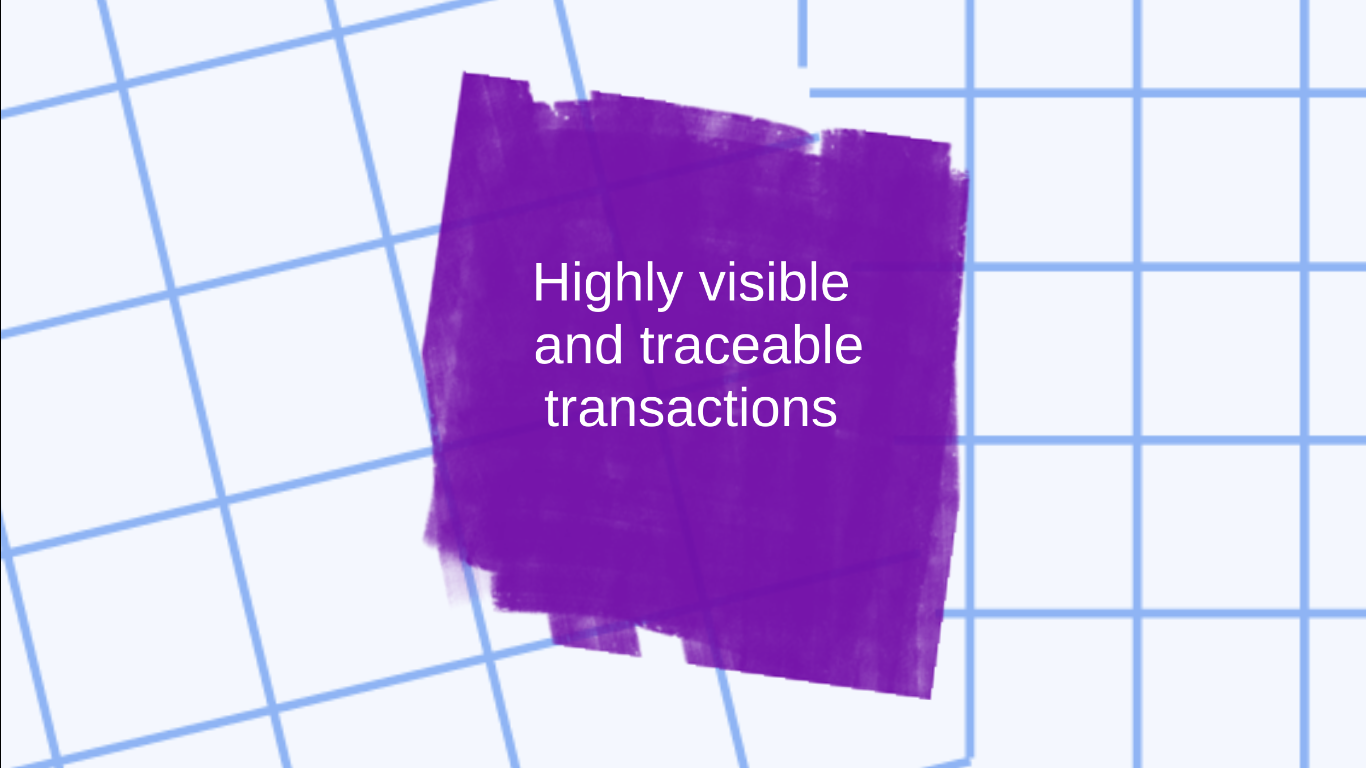 Highly visible
and traceable
transactions